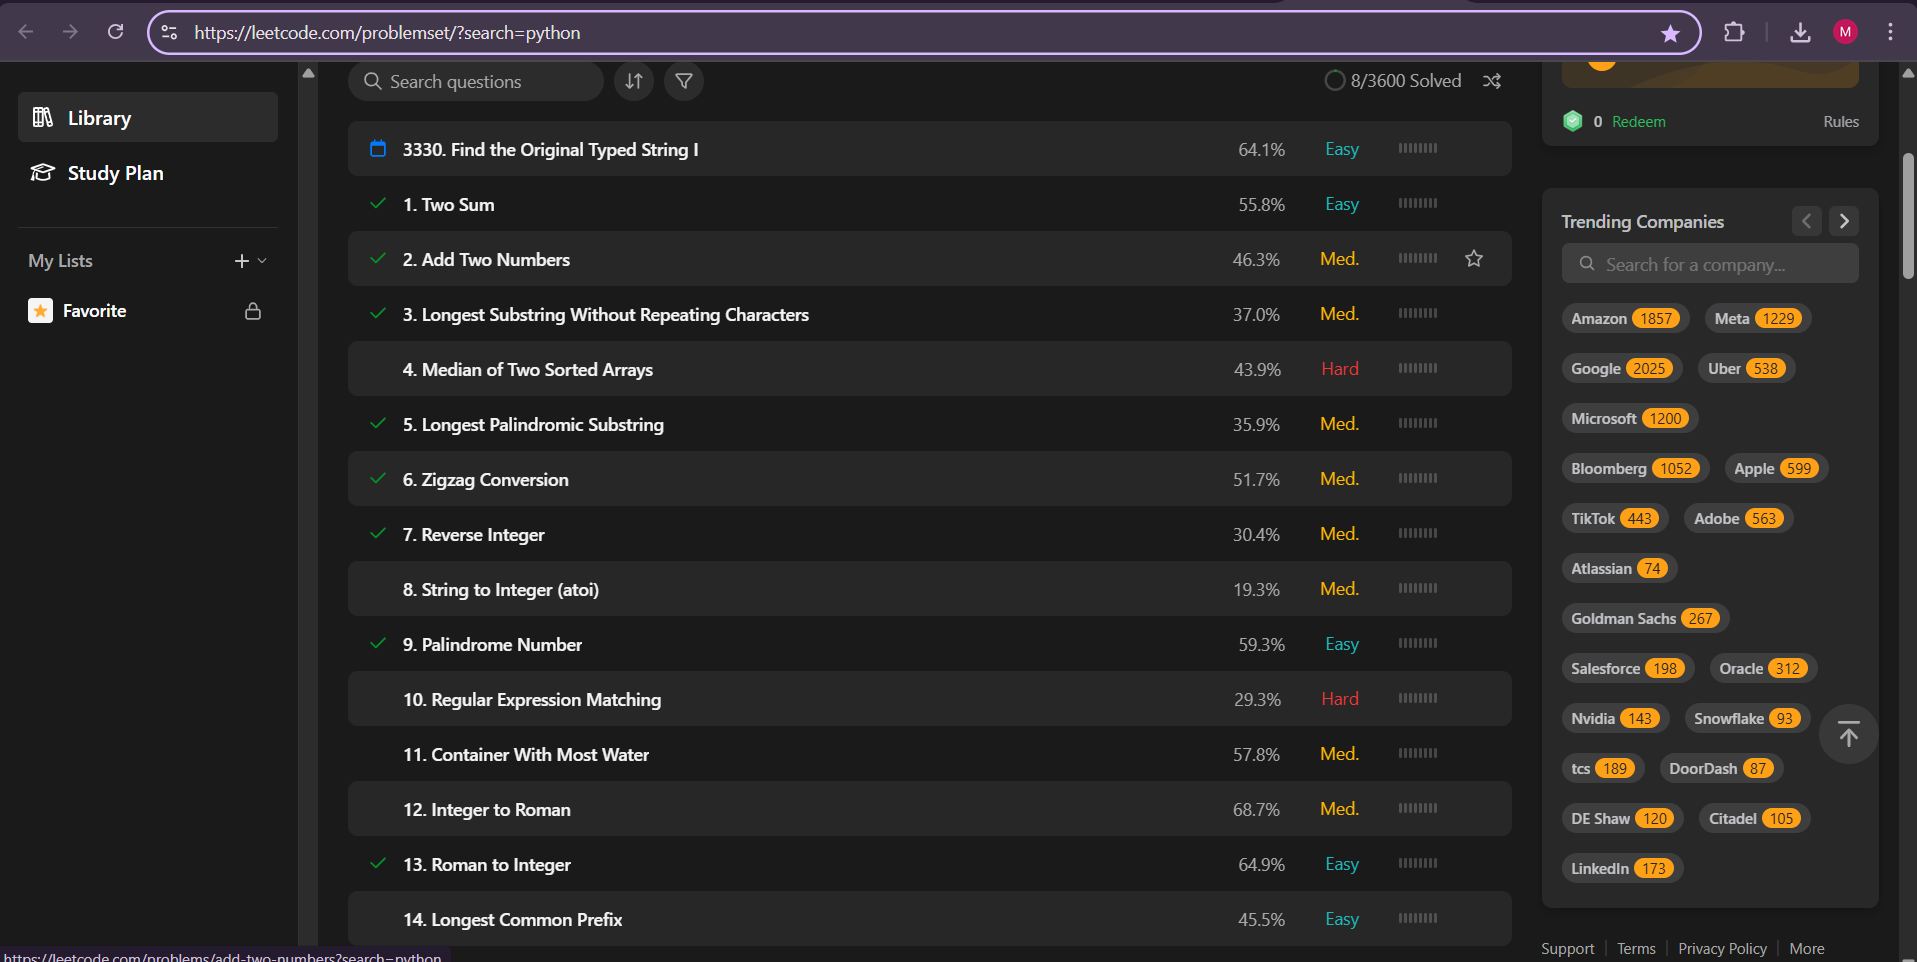 https://leetcode.com/problemset/?search=python
M
Library
Study Plan
My Lists
Favorite
Search questions
8/3600 Solved
3330. Find the Original Typed String I 64.1% Easy
1. Two Sum 55.8% Easy
2. Add Two Numbers 46.3% Med.
3. Longest Substring Without Repeating Characters 37.0% Med.
4. Median of Two Sorted Arrays 43.9% Hard
5. Longest Palindromic Substring 35.9% Med.
6. Zigzag Conversion 51.7% Med.
7. Reverse Integer 30.4% Med.
8. String to Integer (atoi) 19.3% Med.
9. Palindrome Number 59.3% Easy
10. Regular Expression Matching 29.3% Hard
11. Container With Most Water 57.8% Med.
12. Integer to Roman 68.7% Med.
13. Roman to Integer 64.9% Easy
14. Longest Common Prefix 45.5% Easy
0 Redeem Rules
Trending Companies
Search for a company...
Amazon 1857 Meta 1229
Google 2025 Uber 538
Microsoft 1200
Bloomberg 1052 Apple 599
TikTok 443 Adobe 563
Atlassian 74
Goldman Sachs 267
Salesforce 198 Oracle 312
Nvidia 143 Snowflake 93
tcs 189 DoorDash 87
DE Shaw 120 Citadel 105
LinkedIn 173
Support Terms Privacy Policy More
https://leetcode.com/problems/add-two-numbers?search=python